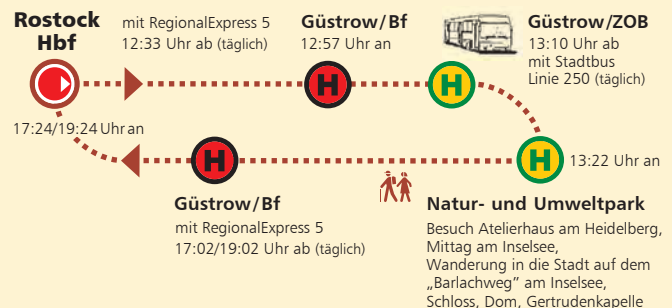 Rostock
Hbf
mit RegionalExpress 5
12:33 Uhr ab (täglich)
Güstrow/Bf
12:57 Uhr an
Güstrow/ZOB
13:10 Uhr ab
mit Stadtbus
Linie 250 (täglich)
H
H
17:24/19:24 Uhr an
H
H
13:22 Uhr an
Güstrow/Bf
mit RegionalExpress 5
17:02/19:02 Uhr ab (täglich)
Natur- und Umweltpark
Besuch Atelierhaus am Heidelberg,
Mittag am Inselsee,
Wanderung in die Stadt auf dem
„Barlachweg“ am Inselsee,
Schloss, Dom, Gertrudenkapelle